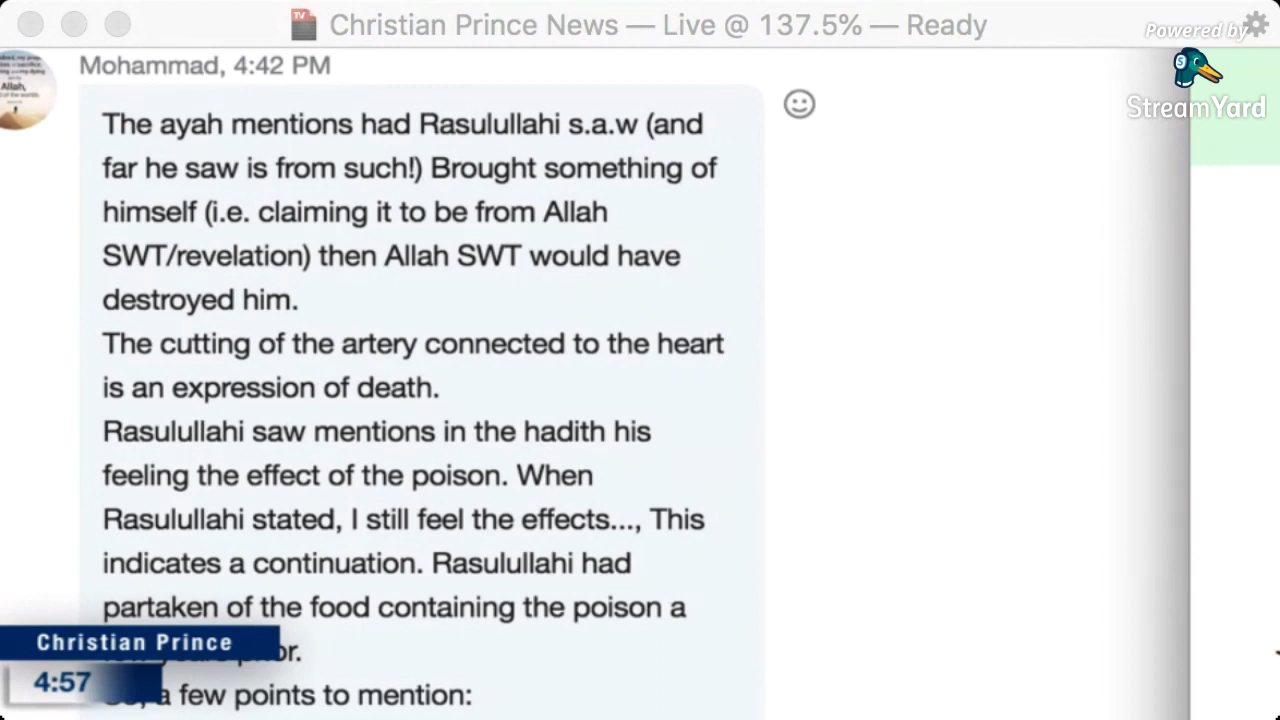 TV
Christian Prince News — Live @ 137.5% — Ready
Powered by
StreamYard
Mohammad, 4:42 PM
Allah,
The ayah mentions had Rasulullahi s.a.w (and
far he saw is from such!) Brought something of
himself (i.e. claiming it to be from Allah
SWT/revelation) then Allah SWT would have
destroyed him.
The cutting of the artery connected to the heart
is an expression of death.
Rasulullahi saw mentions in the hadith his
feeling the effect of the poison. When
Rasulullahi stated, I still feel the effects..., This
indicates a continuation. Rasulullahi had
partaken of the food containing the poison a
Christian Prince
4:57
a few points to mention: